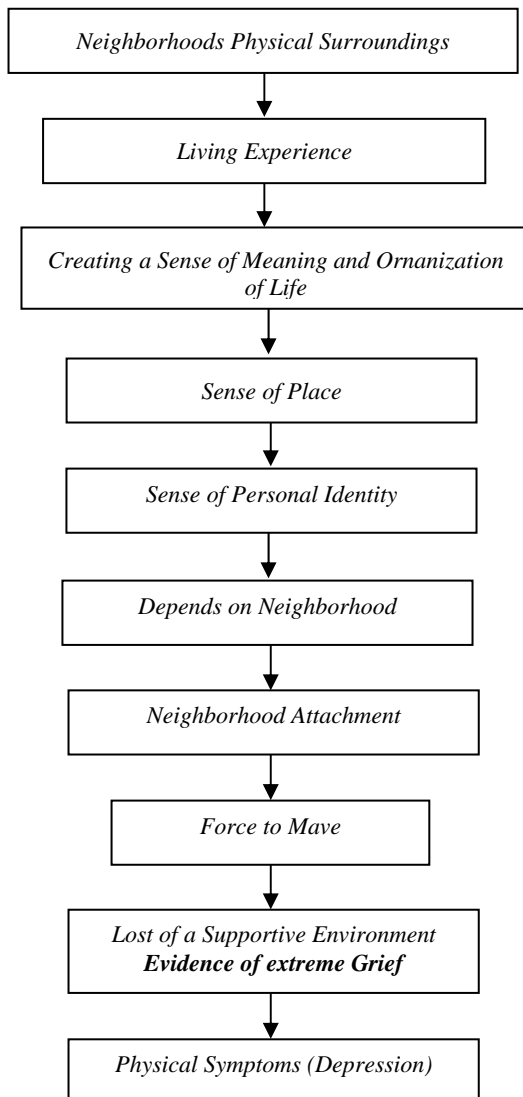 Neighborhoods Physical Surroundings
Living Experience
Creating a Sense of Meaning and Ornanization
of Life
Sense of Place
Sense of Personal Identity
Depends on Neighborhood
Neighborhood Attachment
Force to Mave
Lost of a Supportive Environment
Evidence of extreme Grief
Physical Symptoms (Depression)